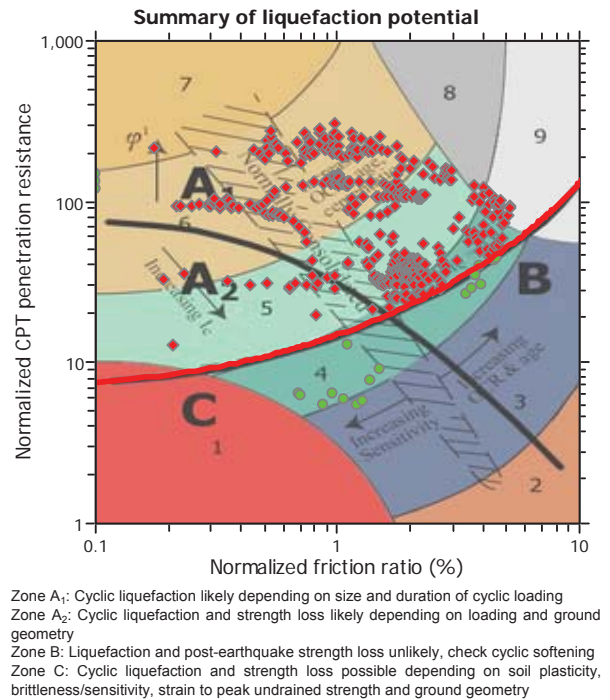 Summary of liquefaction potential
1,000
100
10
1
0.1
1
10
Normalized CPT penetration resistance
Normalized friction ratio (%)
7
8
9
φ'
A1
6
A2
5
B
4
C
1
3
2
Increasing Ic
Increasing
OCR & age
Increasing
Sensitivity
Zone A1: Cyclic liquefaction likely depending on size and duration of cyclic loading
Zone A2: Cyclic liquefaction and strength loss likely depending on loading and ground
geometry
Zone B: Liquefaction and post-earthquake strength loss unlikely, check cyclic softening
Zone C: Cyclic liquefaction and strength loss possible depending on soil plasticity,
brittleness/sensitivity, strain to peak undrained strength and ground geometry